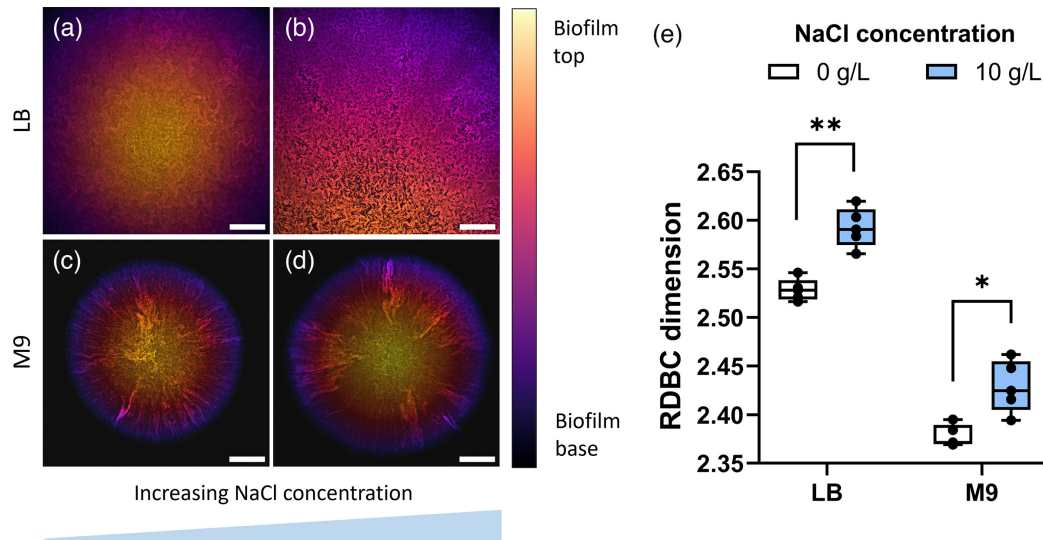 (a)
(b)
LB
(c)
(d)
M9
Increasing NaCl concentration
Biofilm
top
Biofilm
base
(e)
NaCl concentration
0 g/L
10 g/L
RDBC dimension
2.65
2.60
2.55
2.50
2.45
2.40
2.35
**
*
LB
M9